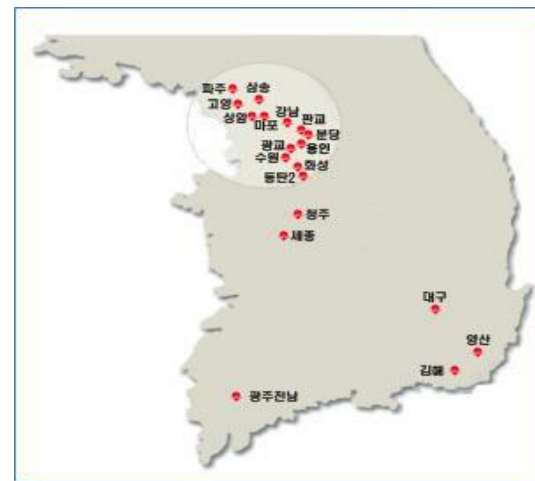 파주
삼송
고양
강남
상암
마포
판교
분당
광교
용인
수원
화성
동탄2
청주
세종
대구
양산
김해
광주전남